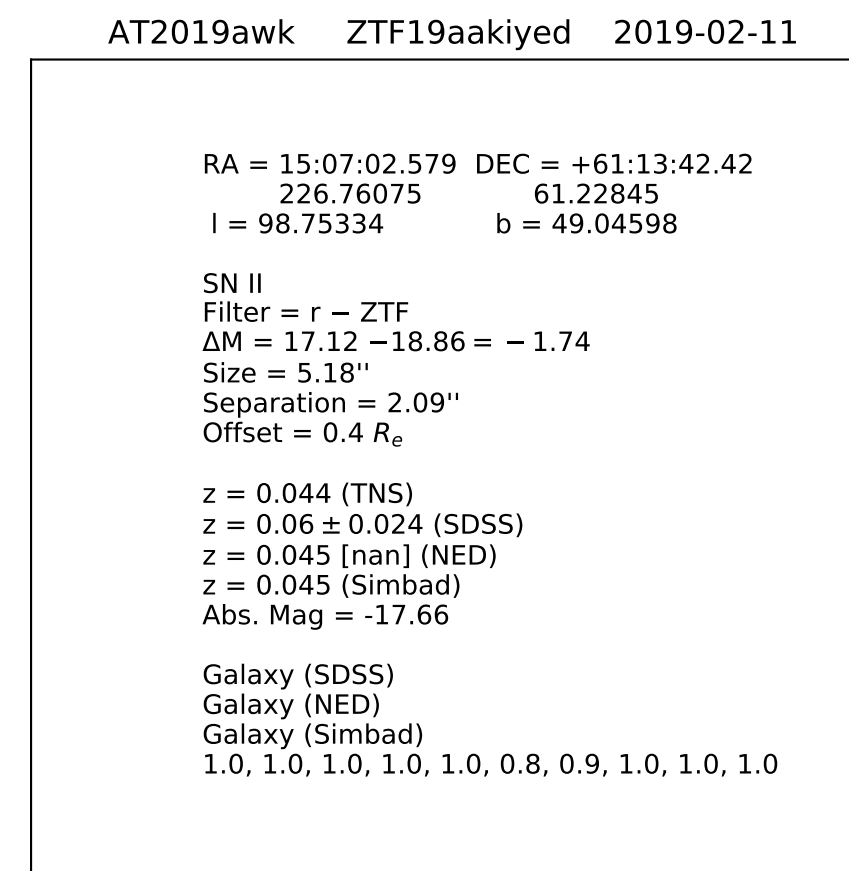 AT2019awk ZTF19aakiyed 2019-02-11
RA = 15:07:02.579 DEC = +61:13:42.42
226.76075 61.22845
l = 98.75334 b = 49.04598
SN II
Filter = r − ZTF
ΔM = 17.12 −18.86 = − 1.74
Size = 5.18''
Separation = 2.09''
Offset = 0.4 Rₑ
z = 0.044 (TNS)
z = 0.06 ± 0.024 (SDSS)
z = 0.045 [nan] (NED)
z = 0.045 (Simbad)
Abs. Mag = -17.66
Galaxy (SDSS)
Galaxy (NED)
Galaxy (Simbad)
1.0, 1.0, 1.0, 1.0, 1.0, 0.8, 0.9, 1.0, 1.0, 1.0